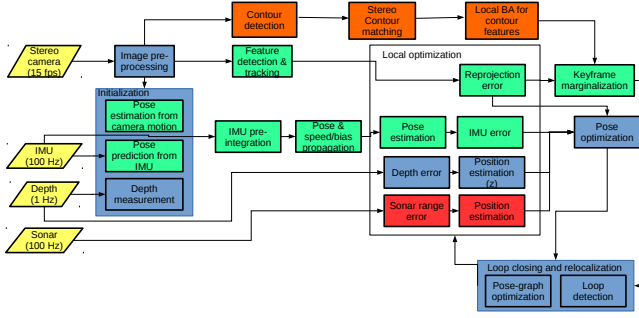 Contour
detection
Stereo
Contour
matching
Local BA for
contour
features
Stereo
camera
(15 fps)
Image pre-
processing
Feature
detection &
tracking
Local optimization
Reprojection
error
Keyframe
marginalization
Initialization
Pose
estimation from
camera motion
IMU pre-
integration
Pose &
speed/bias
propagation
Pose
estimation
IMU error
Pose
optimization
IMU
(100 Hz)
Pose
prediction from
IMU
Depth error
Position
estimation
(z)
Depth
(1 Hz)
Depth
measurement
Sonar range
error
Position
estimation
Sonar
(100 Hz)
Loop closing and relocalization
Pose-graph
optimization
Loop
detection